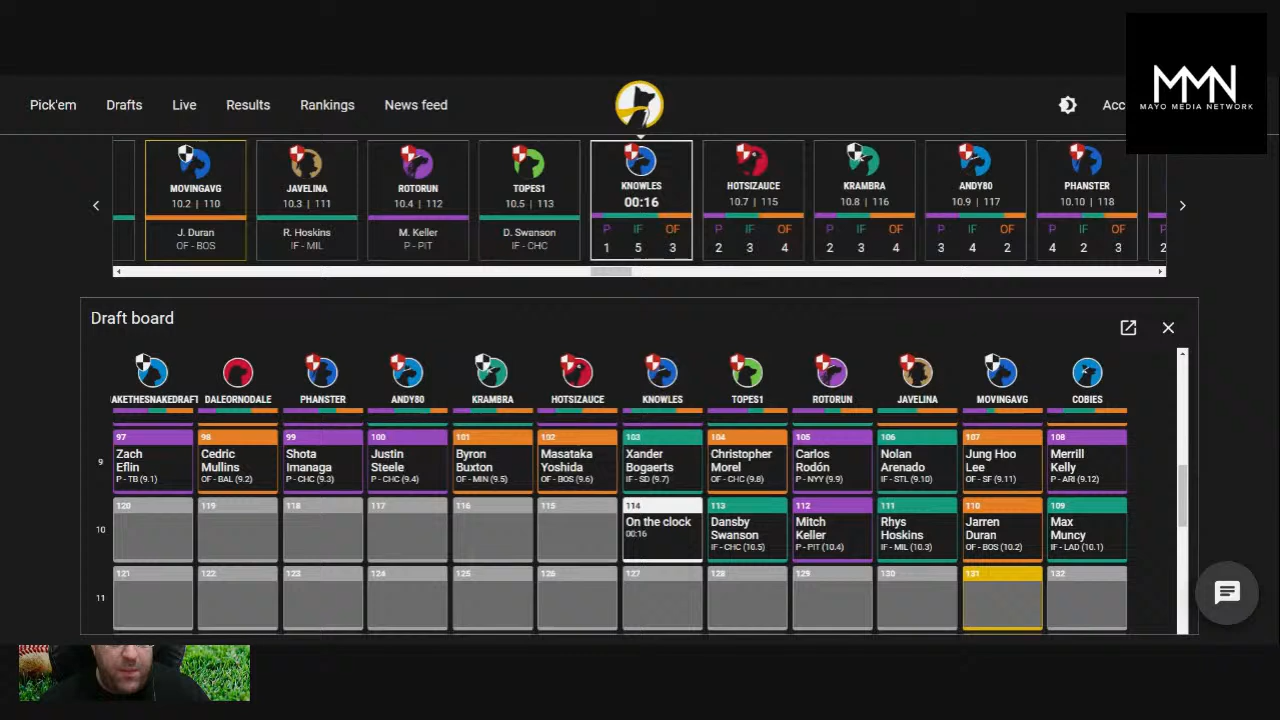 MMN
MAYO MEDIA NETWORK
Pick'em Drafts Live Results Rankings News feed Acc
MOVINGAVG JAVELINA ROTORUN TOPES1 KNOWLES HOTSIZAUCE KRAMBRA ANDY80 PHANSTER
10.2 | 110 10.3 | 111 10.4 | 112 10.5 | 113 00:16 10.7 | 115 10.8 | 116 10.9 | 117 10.10 | 118
J. Duran R. Hoskins M. Keller D. Swanson P IF OF P IF OF P IF OF P IF OF P IF OF P
OF - BOS IF - MIL P - PIT IF - CHC 1 5 3 2 3 4 2 3 4 3 4 2 4 2 3 2
Draft board
AKETHESNAKEDRAFT DALEORNODALE PHANSTER ANDY80 KRAMBRA HOTSIZAUCE KNOWLES TOPES1 ROTORUN JAVELINA MOVINGAVG COBIES
97 98 99 100 101 102 103 104 105 106 107 108
Zach Cedric Shota Justin Byron Masataka Xander Christopher Carlos Nolan Jung Hoo Merrill
9 Eflin Mullins Imanaga Steele Buxton Yoshida Bogaerts Morel Rodón Arenado Lee Kelly
P - TB (9.1) OF - BAL (9.2) P - CHC (9.3) P - CHC (9.4) OF - MIN (9.5) OF - BOS (9.6) IF - SD (9.7) OF - CHC (9.8) P - NYY (9.9) IF - STL (9.10) OF - SF (9.11) P - ARI (9.12)
120 119 118 117 116 115 114 113 112 111 110 109
On the clock Dansby Mitch Rhys Jarren Max
10 00:16 Swanson Keller Hoskins Duran Muncy
IF - CHC (10.5) P - PIT (10.4) IF - MIL (10.3) OF - BOS (10.2) IF - LAD (10.1)
121 122 123 124 125 126 127 128 129 130 131 132
11